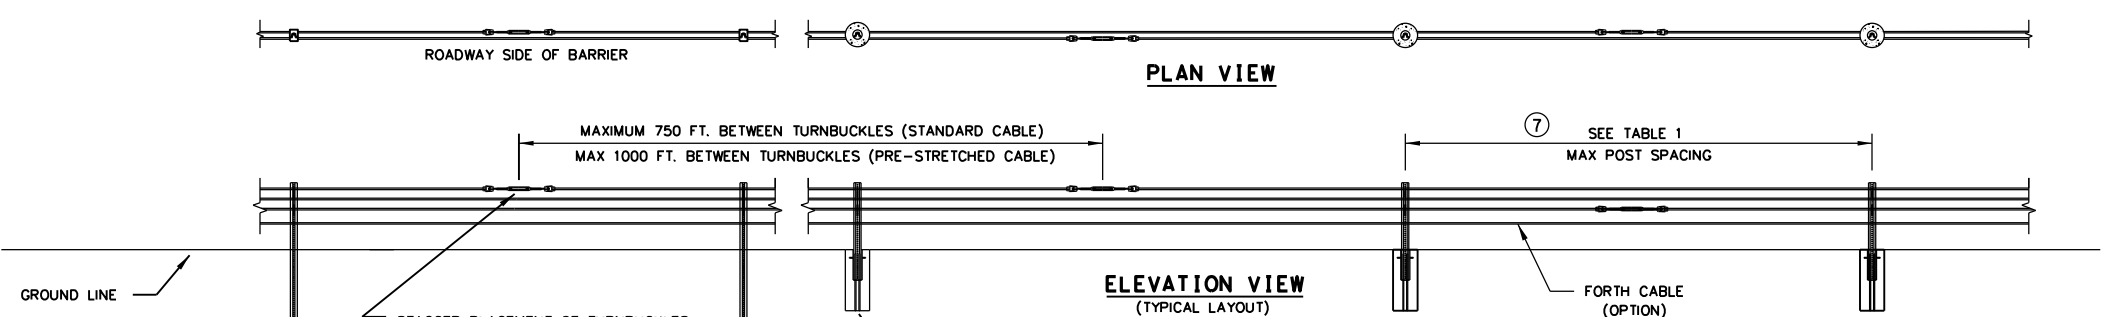 ROADWAY SIDE OF BARRIER
PLAN VIEW
MAXIMUM 750 FT. BETWEEN TURNBUCKLES (STANDARD CABLE)
MAX 1000 FT. BETWEEN TURNBUCKLES (PRE-STRETCHED CABLE)
7
SEE TABLE 1
MAX POST SPACING
GROUND LINE
ELEVATION VIEW
(TYPICAL LAYOUT)
FORTH CABLE
(OPTION)